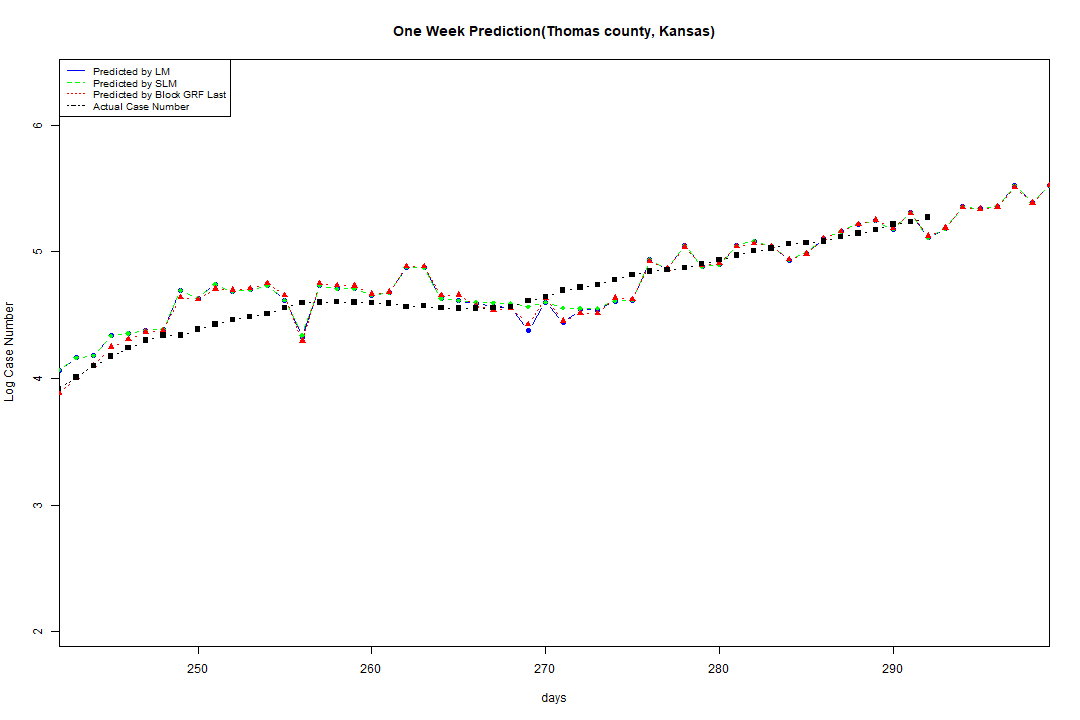 One Week Prediction(Thomas county, Kansas)
Predicted by LM
Predicted by SLM
Predicted by Block GRF Last
Actual Case Number
6
5
4
3
2
Log Case Number
250 260 270 280 290
days